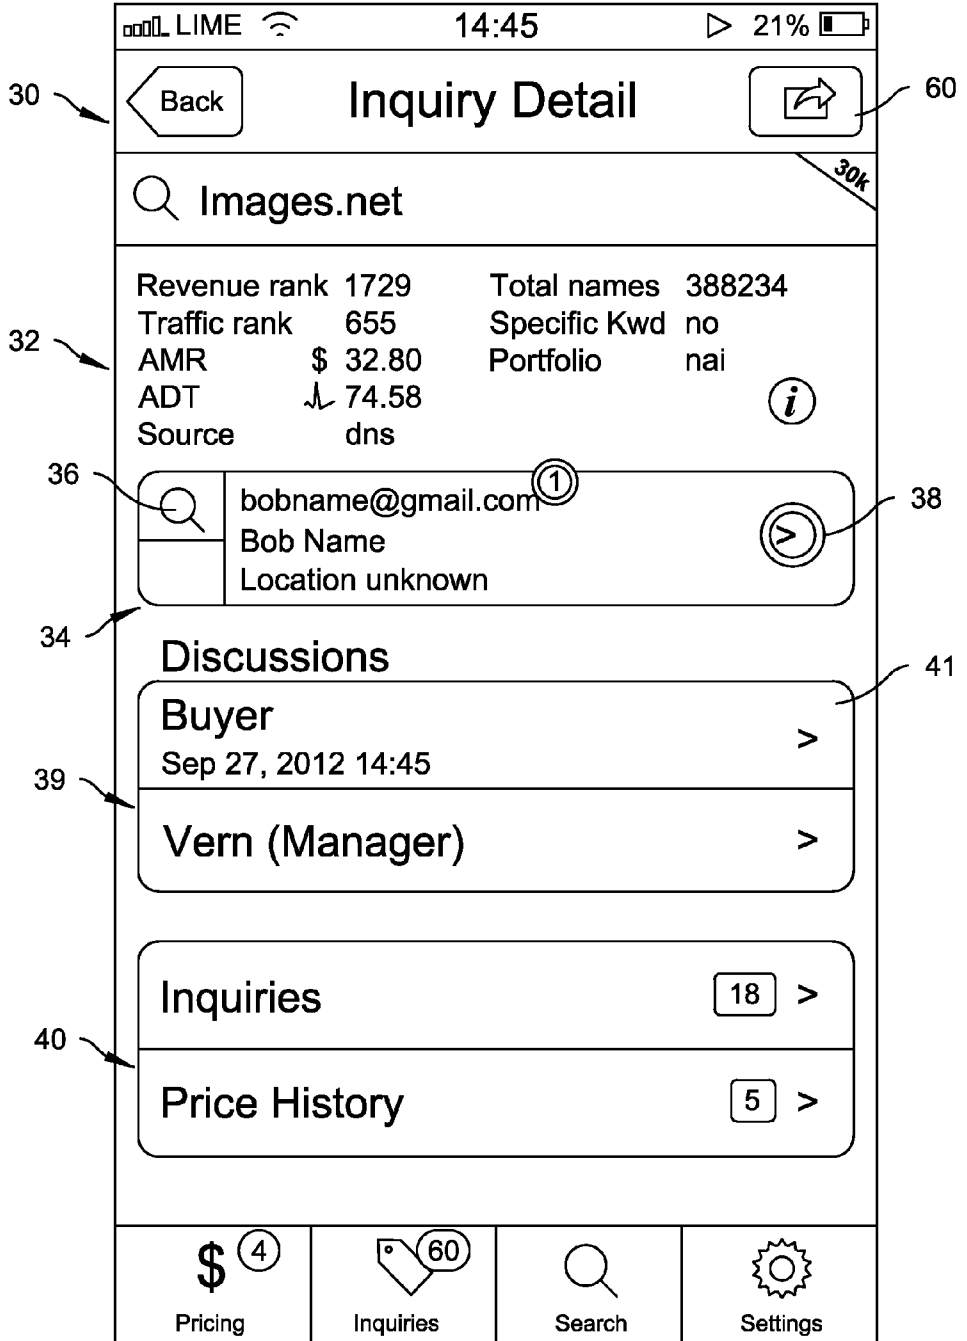 LIME 14:45 21%
30 Back Inquiry Detail 60
30k
Images.net
Revenue rank 1729 Total names 388234
Traffic rank 655 Specific Kwd no
32
AMR $ 32.80 Portfolio nai
ADT 74.58 i
Source dns
36 1
bobname@gmail.com 38
Bob Name >
Location unknown
34
Discussions
41
Buyer >
Sep 27, 2012 14:45
39
Vern (Manager) >
Inquiries 18 >
40
Price History 5 >
$ 4 60
Pricing Inquiries Search Settings